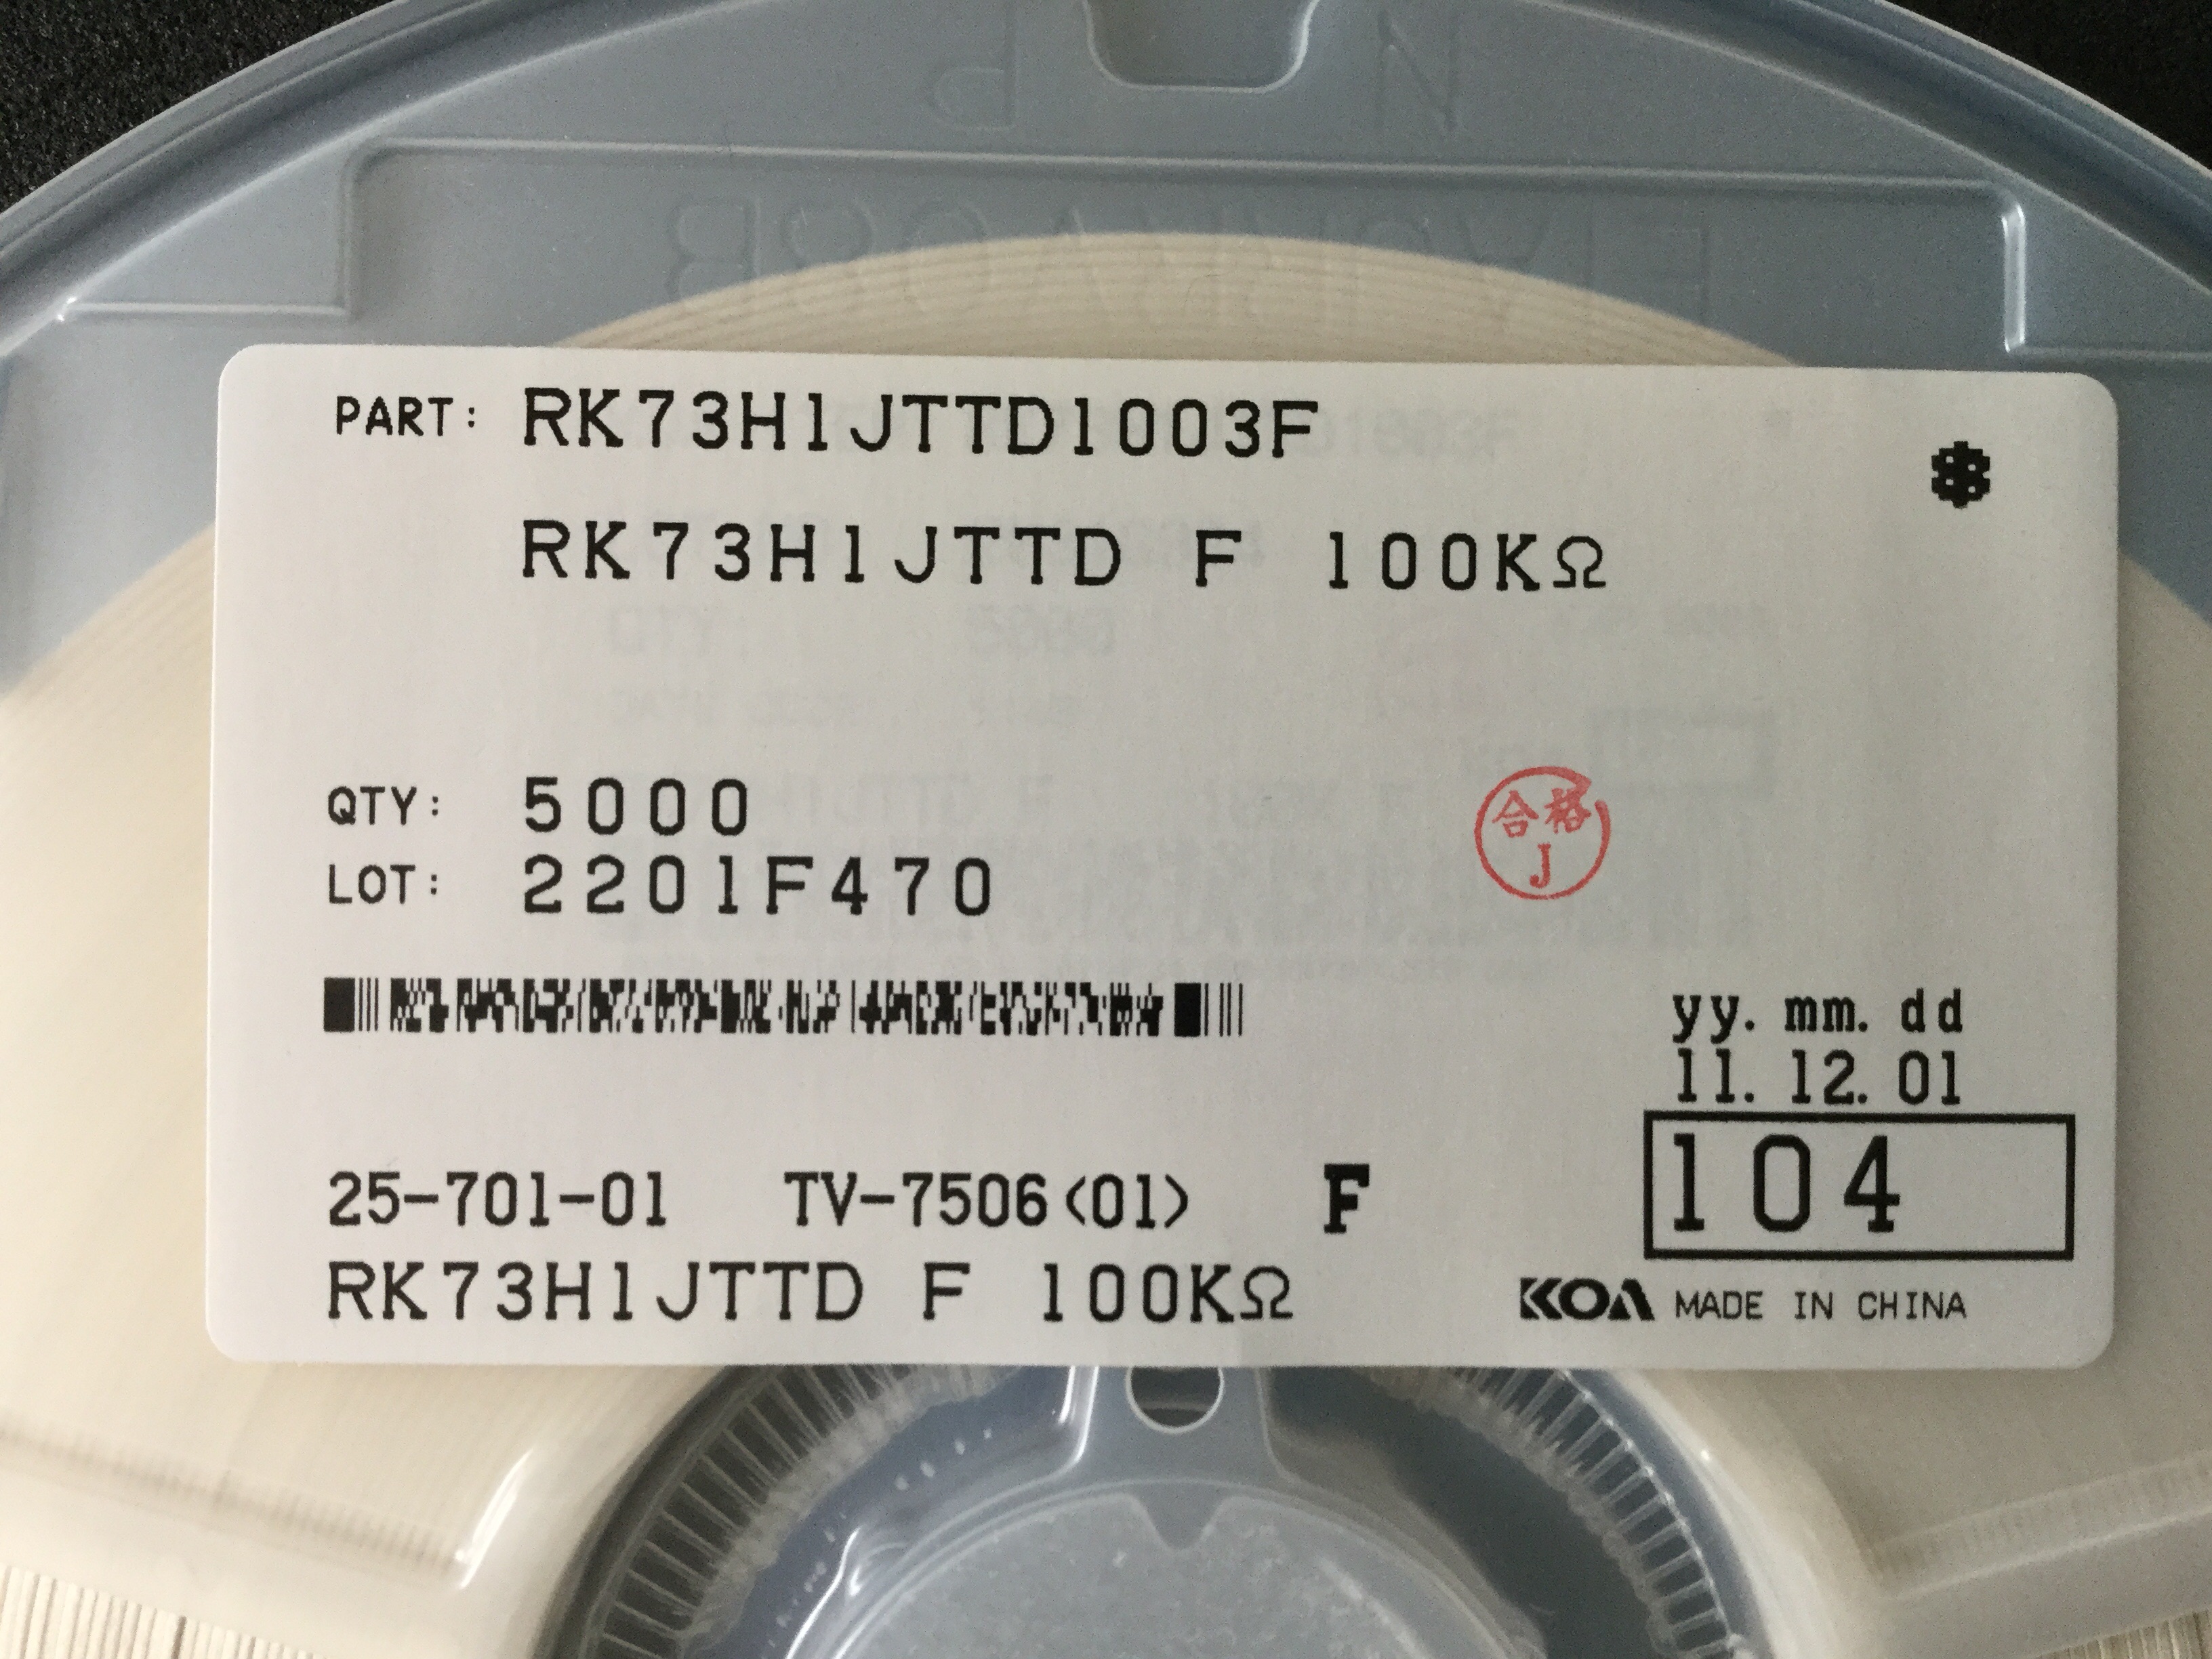 PART: RK73H1JTTD1003F
RK73H1JTTD F 100KΩ
QTY: 5000
LOT: 2201F470
合格
J
yy. mm. dd
11. 12. 01
104
25-701-01 TV-7506<01> F
RK73H1JTTD F 100KΩ
KOA MADE IN CHINA